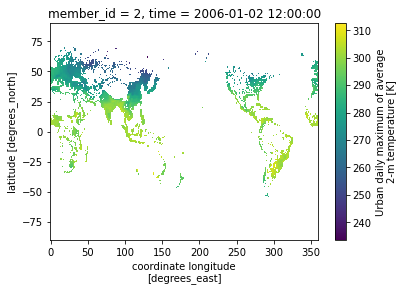 member_id = 2, time = 2006-01-02 12:00:00
75
50
25
0
−25
−50
−75
latitude [degrees_north]
0 50 100 150 200 250 300 350
coordinate longitude
[degrees_east]
310
300
290
280
270
260
250
240
Urban daily maximum of average
2-m temperature [K]